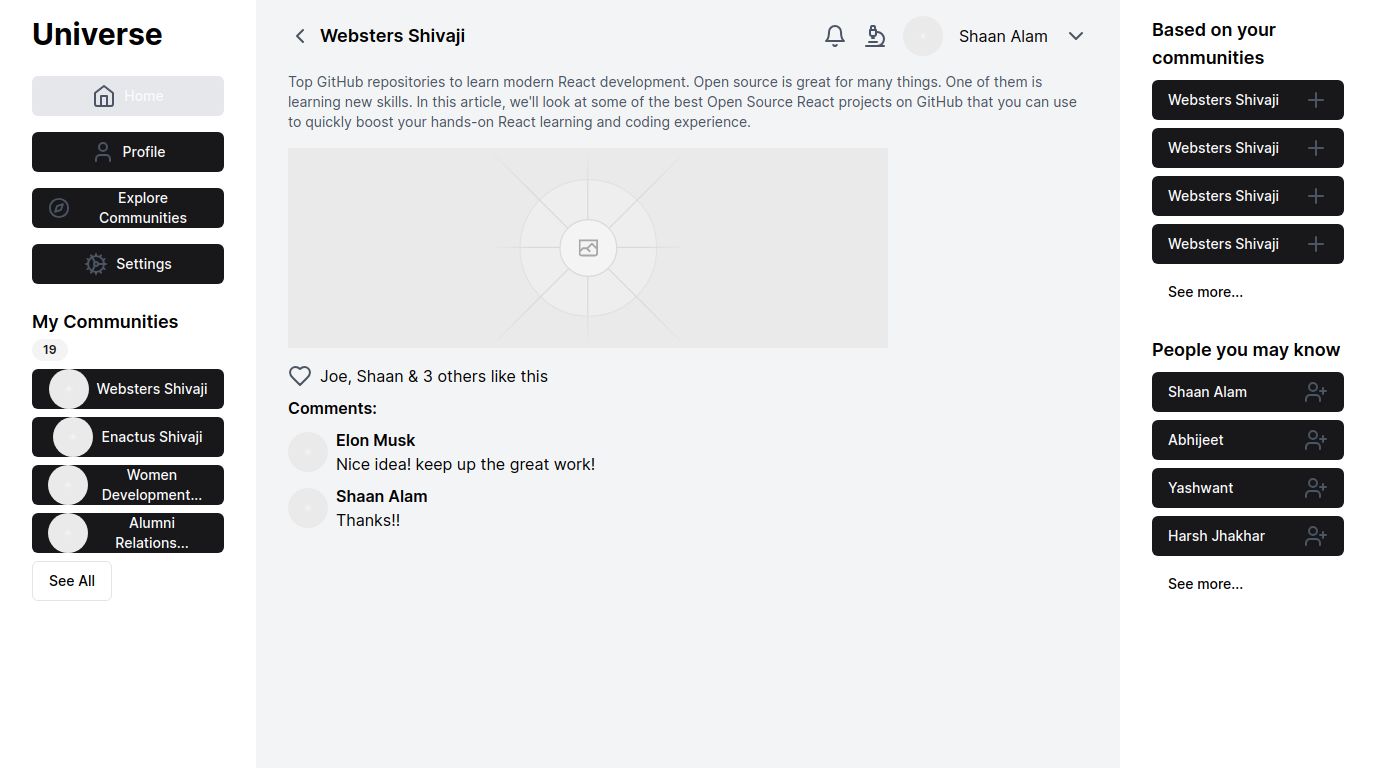 Universe
Home
Profile
Explore
Communities
Settings
My Communities
19
Websters Shivaji
Enactus Shivaji
Women
Development...
Alumni
Relations...
See All
Websters Shivaji
Shaan Alam
Top GitHub repositories to learn modern React development. Open source is great for many things. One of them is
learning new skills. In this article, we'll look at some of the best Open Source React projects on GitHub that you can use
to quickly boost your hands-on React learning and coding experience.
Joe, Shaan & 3 others like this
Comments:
Elon Musk
Nice idea! keep up the great work!
Shaan Alam
Thanks!!
Based on your
communities
Websters Shivaji
Websters Shivaji
Websters Shivaji
Websters Shivaji
See more...
People you may know
Shaan Alam
Abhijeet
Yashwant
Harsh Jhakhar
See more...